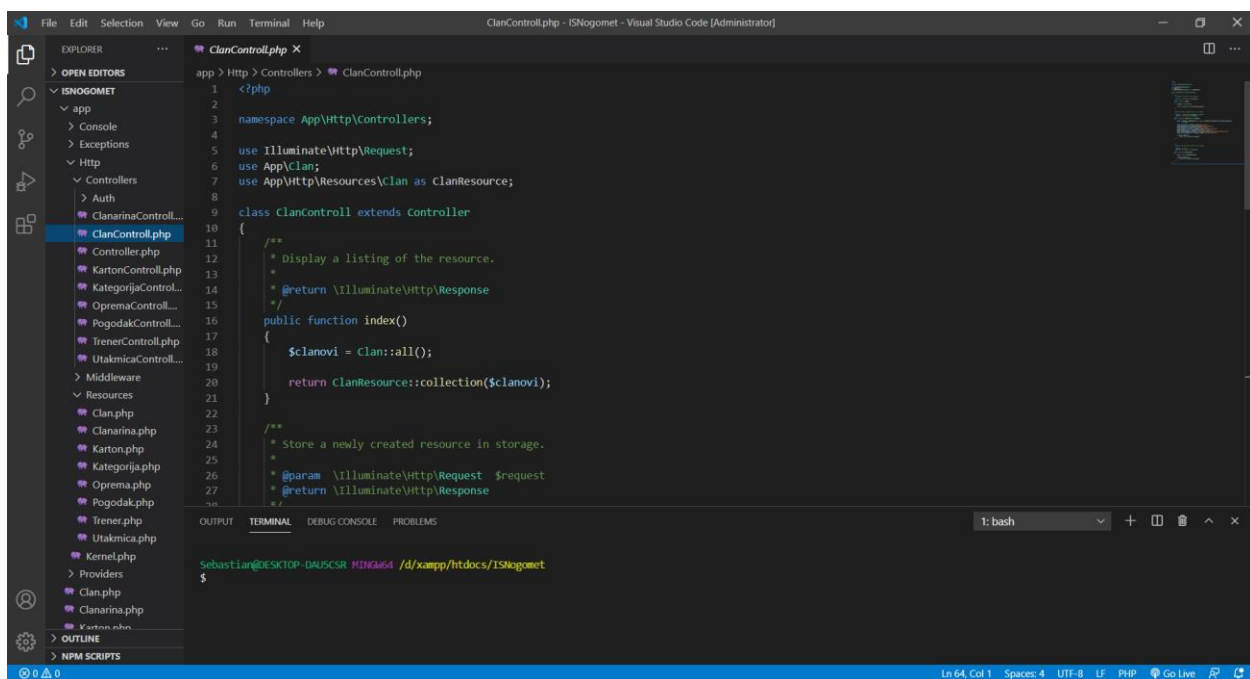 File Edit Selection View Go Run Terminal Help
ClanControll.php - ISNogomet - Visual Studio Code [Administrator]
EXPLORER
OPEN EDITORS
ISNOGOMET
app
Console
Exceptions
Http
Controllers
Auth
ClanarinaControll....
ClanControll.php
Controller.php
KartonControll.php
KategorijaControl...
OpremaControll....
PogodakControll....
TrenerControll.php
UtakmicaControll....
Middleware
Resources
Clan.php
Clanarina.php
Karton.php
Kategorija.php
Oprema.php
Pogodak.php
Trener.php
Utakmica.php
Kernel.php
Providers
Clan.php
Clanarina.php
Karton.php
OUTLINE
NPM SCRIPTS
ClanControll.php
app > Http > Controllers > ClanControll.php
1 <?php
2
3 namespace App\Http\Controllers;
4
5 use Illuminate\Http\Request;
6 use App\Clan;
7 use App\Http\Resources\Clan as ClanResource;
8
9 class ClanControll extends Controller
10 {
11 /**
12 * Display a listing of the resource.
13 *
14 * @return \Illuminate\Http\Response
15 */
16 public function index()
17 {
18 $clanovi = Clan::all();
19
20 return ClanResource::collection($clanovi);
21 }
22
23 /**
24 * Store a newly created resource in storage.
25 *
26 * @param \Illuminate\Http\Request $request
27 * @return \Illuminate\Http\Response
28 */
OUTPUT TERMINAL DEBUG CONSOLE PROBLEMS
1: bash
Sebastian@DESKTOP-DAU5CSR MINGW64 /d/xampp/htdocs/ISNogomet
$
0 0
Ln 64, Col 1 Spaces: 4 UTF-8 LF PHP Go Live